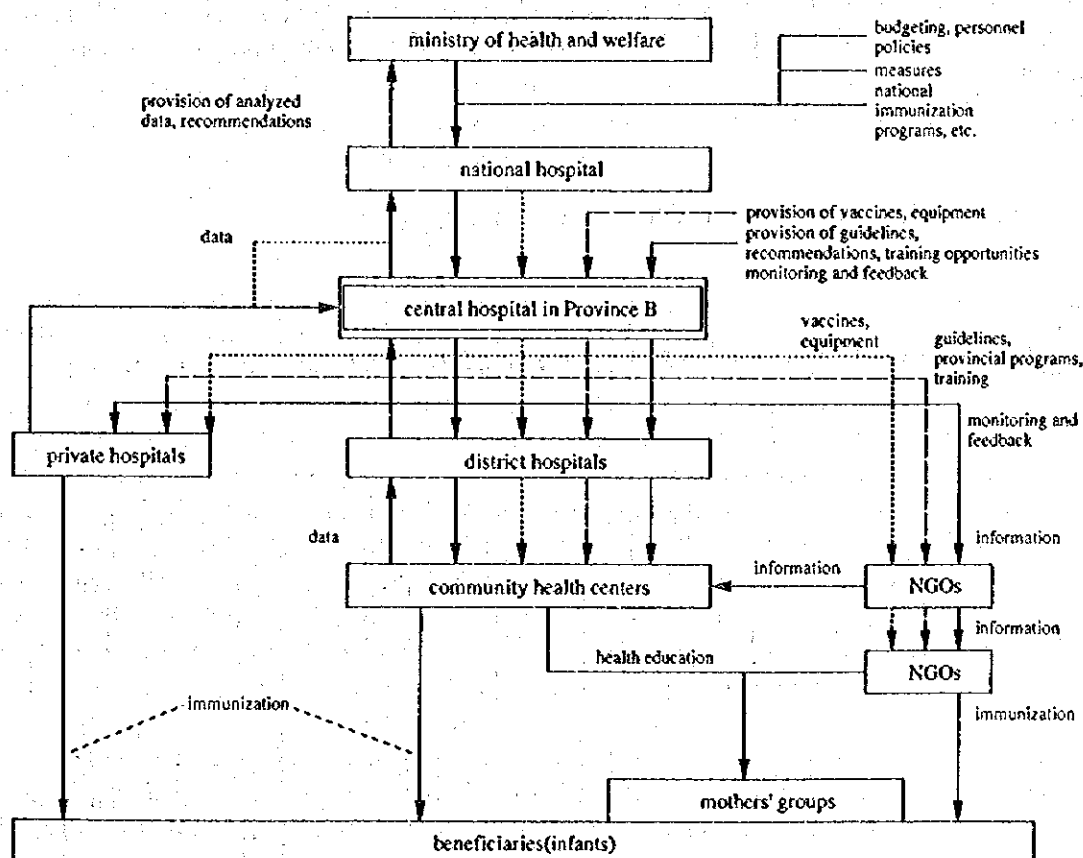 ministry of health and welfare
budgeting, personnel
policies
measures
national
immunization
programs, etc.
provision of analyzed
data, recommendations
national hospital
data
provision of vaccines, equipment
provision of guidelines,
recommendations, training opportunities
monitoring and feedback
central hospital in Province B
vaccines,
equipment
guidelines,
provincial programs,
training
monitoring and
feedback
private hospitals
district hospitals
data
information
community health centers
information
NGOs
information
health education
NGOs
immunization
immunization
mothers' groups
beneficiaries(infants)